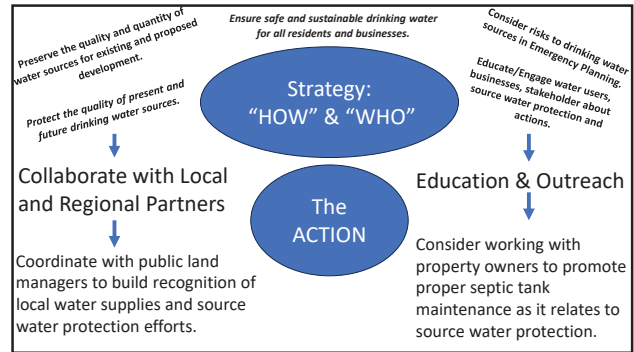 Ensure safe and sustainable drinking water
for all residents and businesses.
Preserve the quality and quantity of
water sources for existing and proposed
development.
Protect the quality of present and
future drinking water sources.
Collaborate with Local
and Regional Partners
Coordinate with public land
managers to build recognition of
local water supplies and source
water protection efforts.
Strategy:
“HOW” & “WHO”
The
ACTION
Consider risks to drinking water
sources in Emergency Planning.
Educate/Engage water users,
businesses, stakeholder about
source water protection and
actions.
Education & Outreach
Consider working with
property owners to promote
proper septic tank
maintenance as it relates to
source water protection.